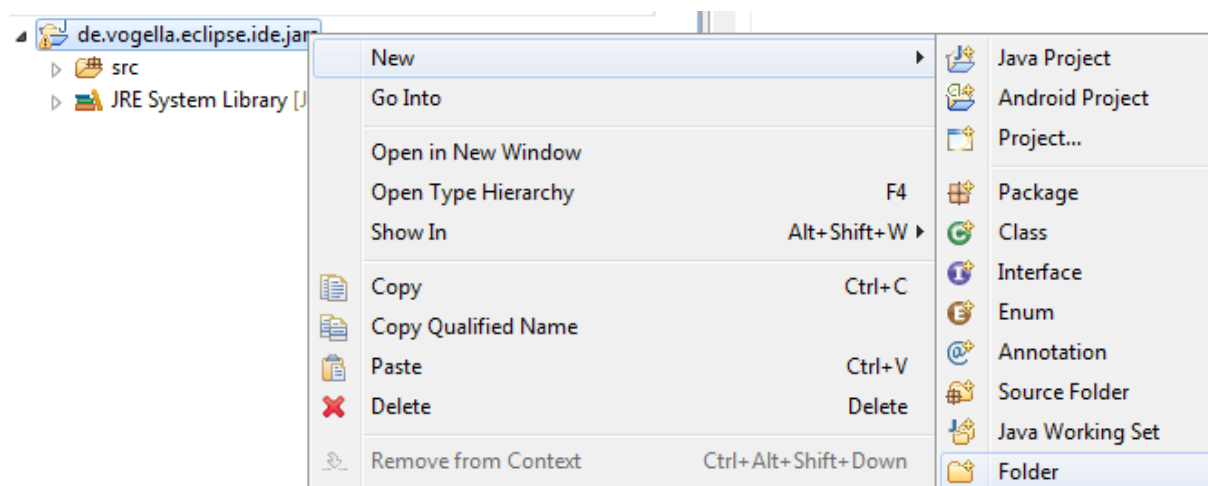 de.vogella.eclipse.ide.jars
src
JRE System Library [J
New
Go Into
Open in New Window
Open Type Hierarchy F4
Show In Alt+Shift+W
Copy Ctrl+C
Copy Qualified Name
Paste Ctrl+V
Delete Delete
Remove from Context Ctrl+Alt+Shift+Down
Java Project
Android Project
Project...
Package
Class
Interface
Enum
Annotation
Source Folder
Java Working Set
Folder